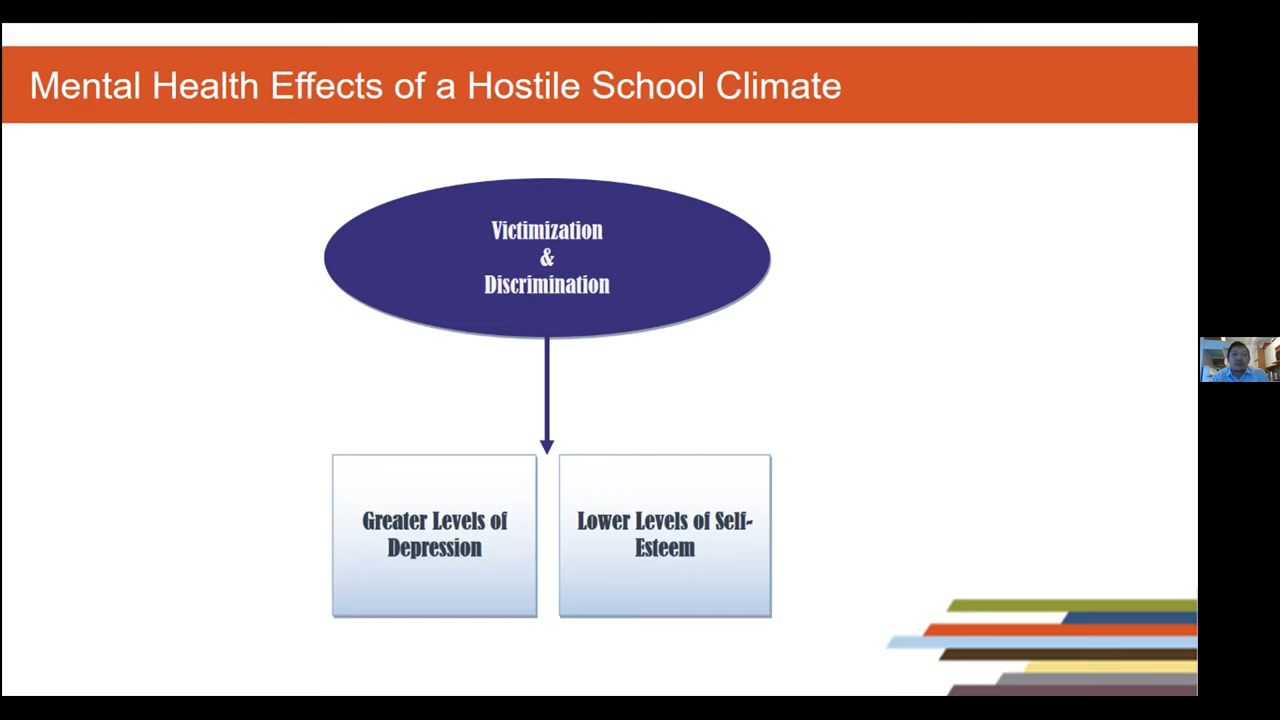 Mental Health Effects of a Hostile School Climate
Victimization
&
Discrimination
Greater Levels of
Depression
Lower Levels of Self-
Esteem